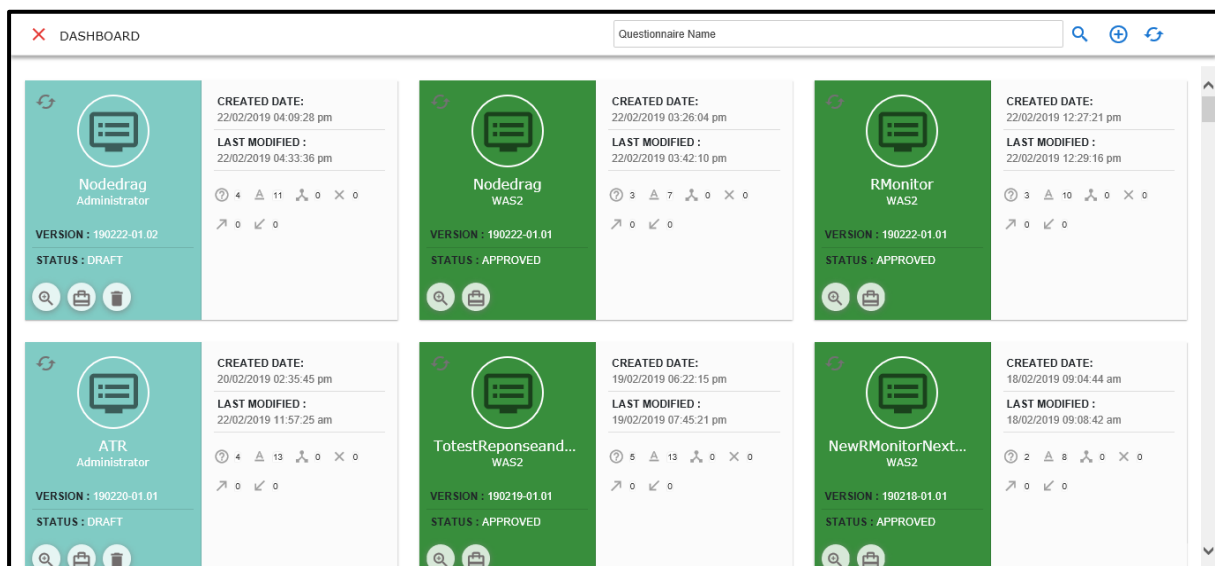 DASHBOARD
Questionnaire Name
Nodedrag
Administrator
VERSION : 190222-01.02
STATUS : DRAFT
CREATED DATE:
22/02/2019 04:09:28 pm
LAST MODIFIED :
22/02/2019 04:33:36 pm
4 A 11 0 0
0 0
Nodedrag
WAS2
VERSION : 190222-01.01
STATUS : APPROVED
CREATED DATE:
22/02/2019 03:26:04 pm
LAST MODIFIED :
22/02/2019 03:42:10 pm
3 A 7 0 0
0 0
RMonitor
WAS2
VERSION : 190222-01.01
STATUS : APPROVED
CREATED DATE:
22/02/2019 12:27:21 pm
LAST MODIFIED :
22/02/2019 12:29:16 pm
3 A 10 0 0
0 0
ATR
Administrator
VERSION : 190220-01.01
STATUS : DRAFT
CREATED DATE:
20/02/2019 02:35:45 pm
LAST MODIFIED :
22/02/2019 11:57:25 am
4 A 13 0 0
0 0
TotestReponseand...
WAS2
VERSION : 190219-01.01
STATUS : APPROVED
CREATED DATE:
19/02/2019 06:22:15 pm
LAST MODIFIED :
19/02/2019 07:45:21 pm
5 A 13 0 0
0 0
NewRMonitorNext...
WAS2
VERSION : 190218-01.01
STATUS : APPROVED
CREATED DATE:
18/02/2019 09:04:44 am
LAST MODIFIED :
18/02/2019 09:08:42 am
2 A 8 0 0
0 0